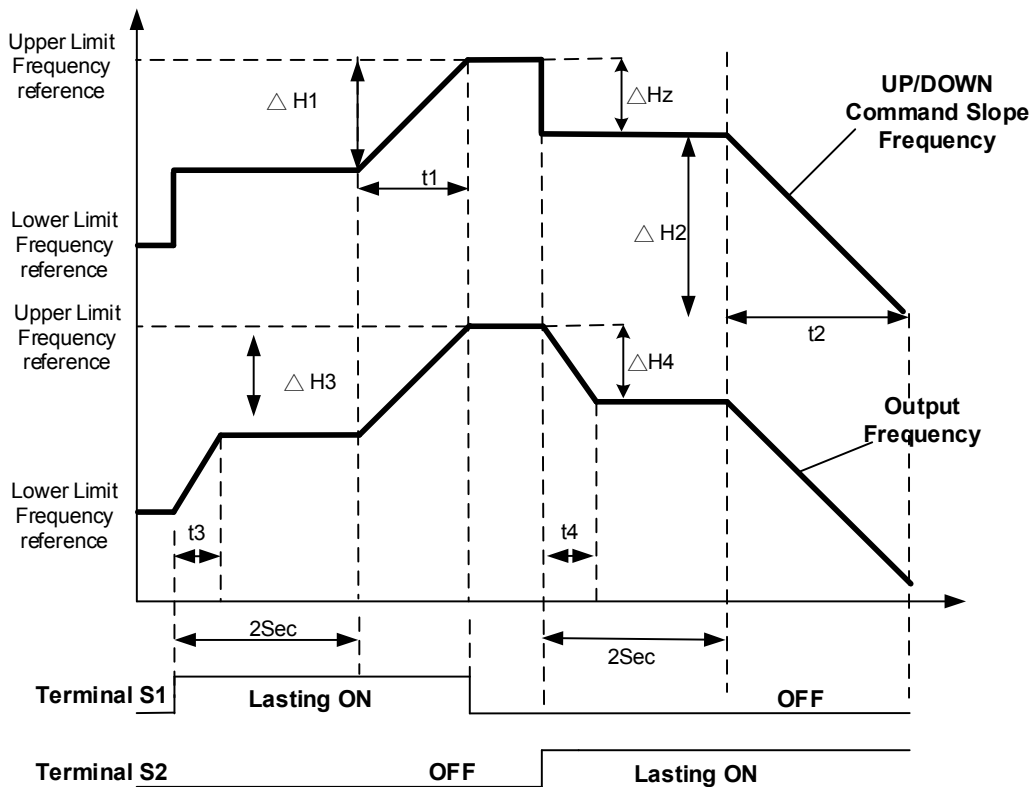 Upper Limit
Frequency
reference
△ H1
△Hz
UP/DOWN
Command Slope
Frequency
t1
Lower Limit
Frequency
reference
△ H2
Upper Limit
Frequency
reference
t2
△ H3
△H4
Output
Frequency
Lower Limit
Frequency
reference
t3
t4
2Sec
2Sec
Terminal S1
Lasting ON
OFF
Terminal S2
OFF
Lasting ON